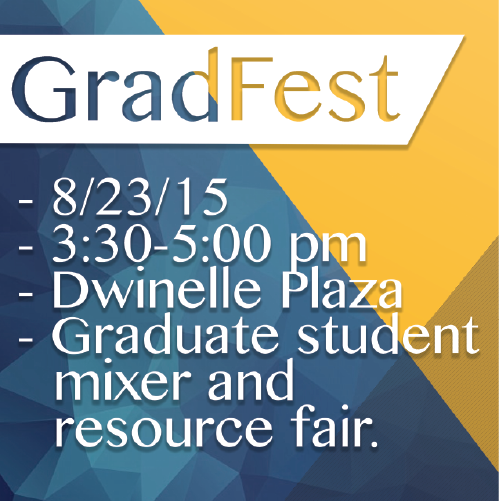 GradFest
- 8/23/15
- 3:30-5:00 pm
- Dwinelle Plaza
- Graduate student
mixer and
resource fair.